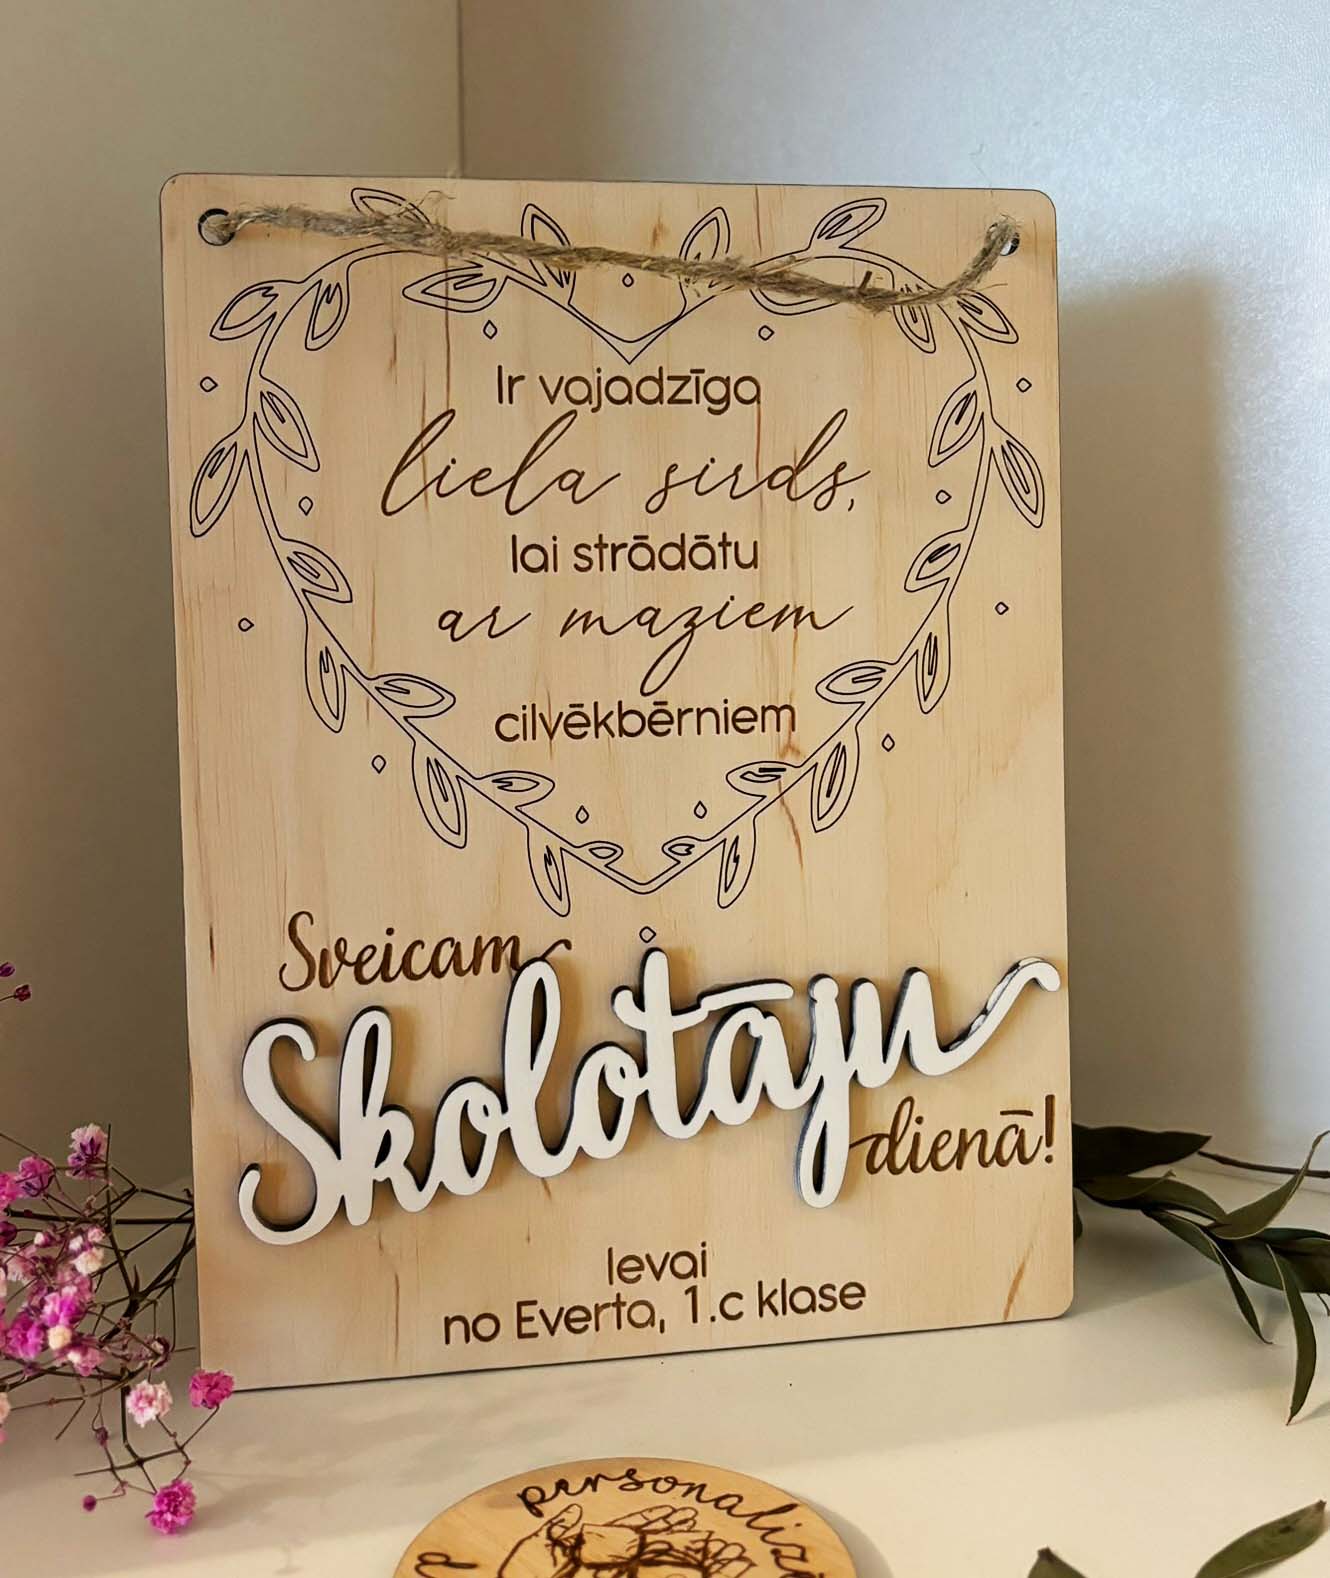 Ir vajadzīga
liela sirds,
lai strādātu
ar maziem
cilvēkbērniem
Sveicam
Skolotāju
dienā!
Ievai
no Everta, 1.c klase